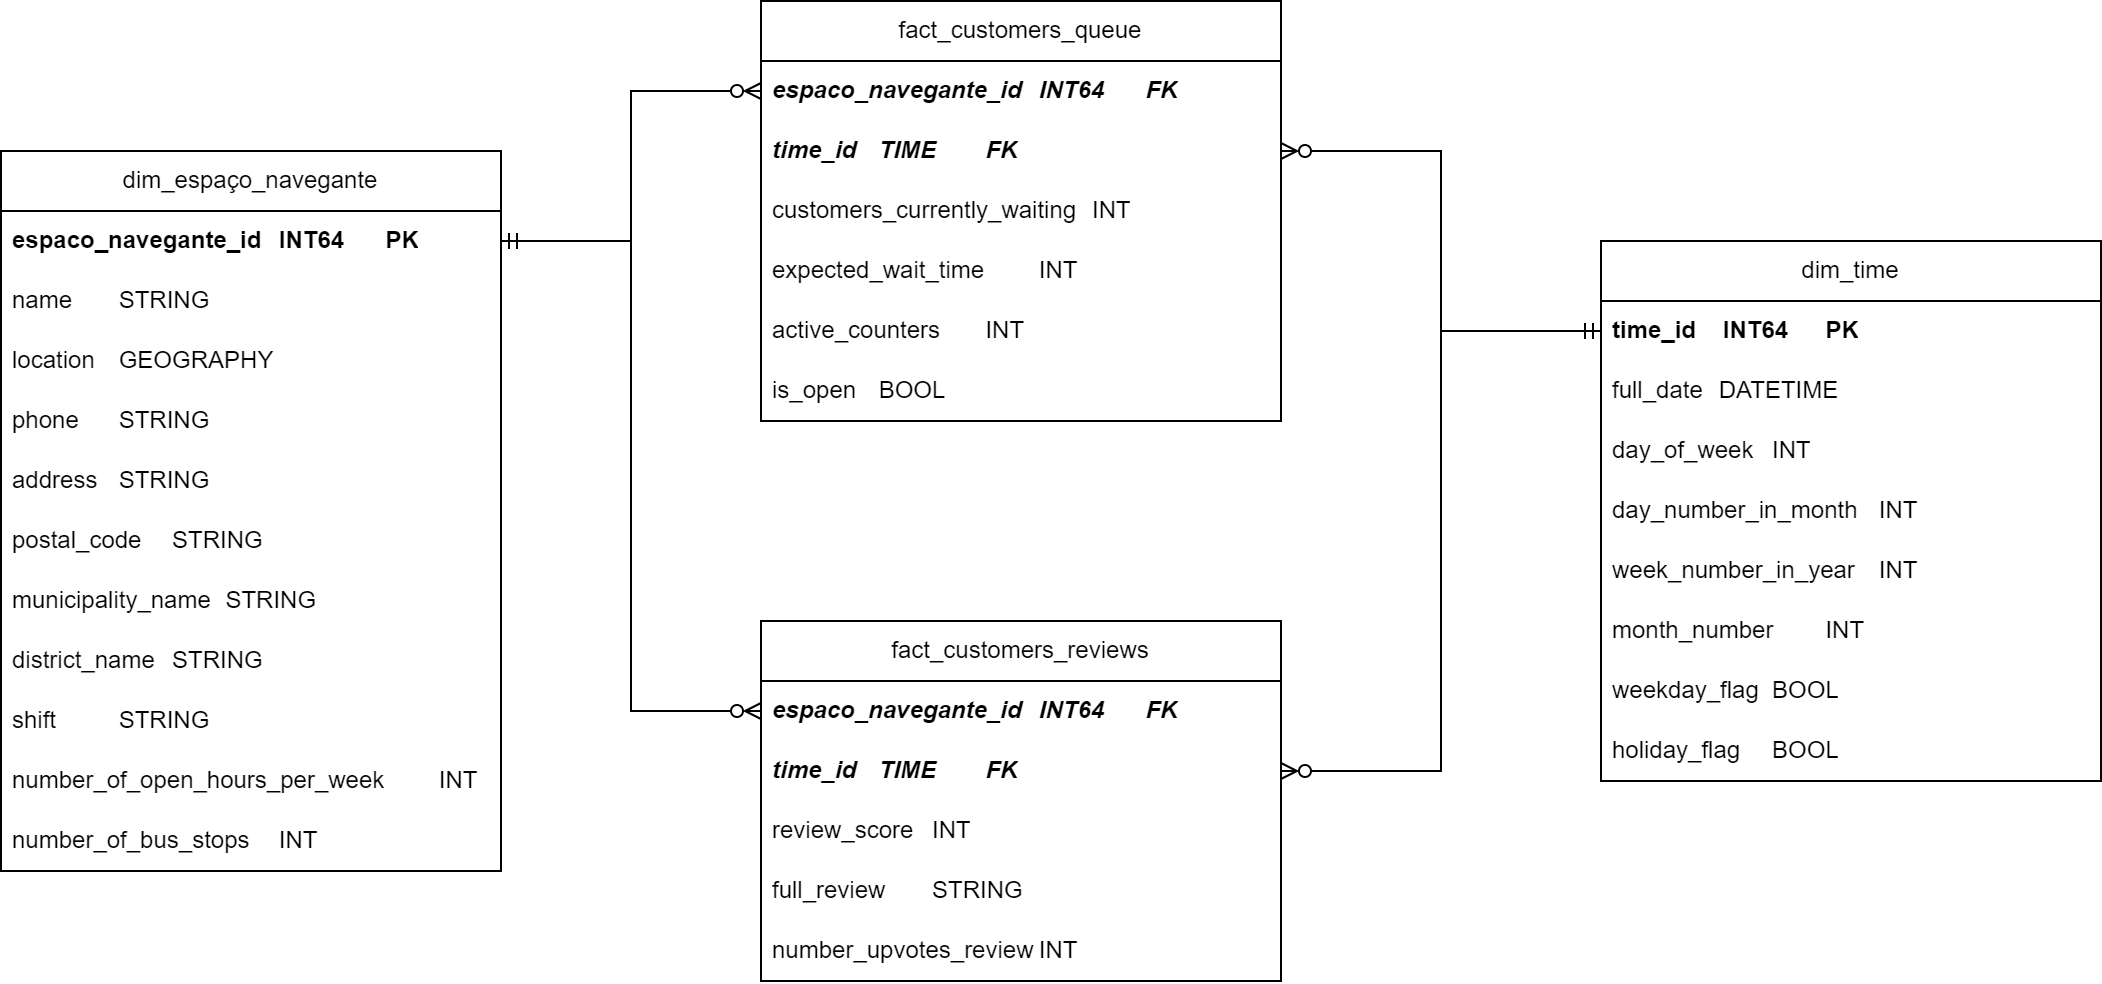 dim_espaço_navegante
espaco_navegante_id INT64 PK
name STRING
location GEOGRAPHY
phone STRING
address STRING
postal_code STRING
municipality_name STRING
district_name STRING
shift STRING
number_of_open_hours_per_week INT
number_of_bus_stops INT
fact_customers_queue
espaco_navegante_id INT64 FK
time_id TIME FK
customers_currently_waiting INT
expected_wait_time INT
active_counters INT
is_open BOOL
fact_customers_reviews
espaco_navegante_id INT64 FK
time_id TIME FK
review_score INT
full_review STRING
number_upvotes_review INT
dim_time
time_id INT64 PK
full_date DATETIME
day_of_week INT
day_number_in_month INT
week_number_in_year INT
month_number INT
weekday_flag BOOL
holiday_flag BOOL